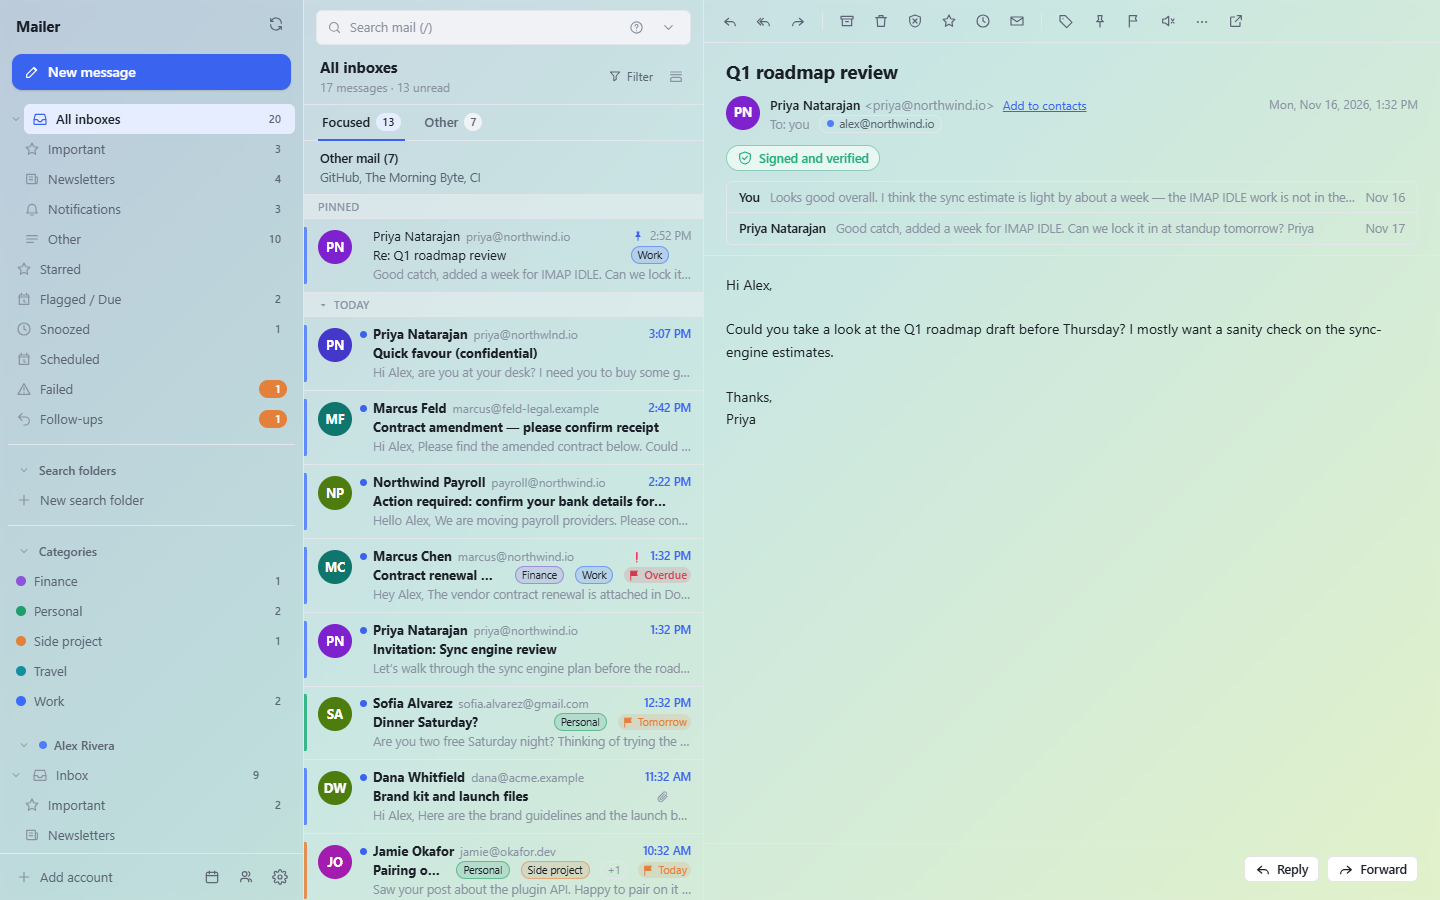 Mailer
New message
All inboxes 20
Important 3
Newsletters 4
Notifications 3
Other 10
Starred
Flagged / Due 2
Snoozed 1
Scheduled
Failed 1
Follow-ups 1
Search folders
New search folder
Categories
Finance 1
Personal 2
Side project 1
Travel
Work 2
Alex Rivera
Inbox 9
Important 2
Newsletters
Add account
Search mail (/)
All inboxes
17 messages · 13 unread
Filter
Focused 13 Other 7
Other mail (7)
GitHub, The Morning Byte, CI
PINNED
PN
Priya Natarajan priya@northwind.io 2:52 PM
Re: Q1 roadmap review Work
Good catch, added a week for IMAP IDLE. Can we lock it...
TODAY
PN
Priya Natarajan priya@northwlnd.io 3:07 PM
Quick favour (confidential)
Hi Alex, are you at your desk? I need you to buy some g...
MF
Marcus Feld marcus@feld-legal.example 2:42 PM
Contract amendment — please confirm receipt
Hi Alex, Please find the amended contract below. Could ...
NP
Northwind Payroll payroll@northwind.io 2:22 PM
Action required: confirm your bank details for...
Hello Alex, We are moving payroll providers. Please con...
MC
Marcus Chen marcus@northwind.io ! 1:32 PM
Contract renewal ... Finance Work Overdue
Hey Alex, The vendor contract renewal is attached in Do...
PN
Priya Natarajan priya@northwind.io 1:32 PM
Invitation: Sync engine review
Let's walk through the sync engine plan before the road...
SA
Sofia Alvarez sofia.alvarez@gmail.com 12:32 PM
Dinner Saturday? Personal Tomorrow
Are you two free Saturday night? Thinking of trying the ...
DW
Dana Whitfield dana@acme.example 11:32 AM
Brand kit and launch files
Hi Alex, Here are the brand guidelines and the launch b...
JO
Jamie Okafor jamie@okafor.dev 10:32 AM
Pairing o... Personal Side project +1 Today
Saw your post about the plugin API. Happy to pair on it ...
Q1 roadmap review
PN
Priya Natarajan <priya@northwind.io> Add to contacts Mon, Nov 16, 2026, 1:32 PM
To: you alex@northwind.io
Signed and verified
You Looks good overall. I think the sync estimate is light by about a week — the IMAP IDLE work is not in the... Nov 16
Priya Natarajan Good catch, added a week for IMAP IDLE. Can we lock it in at standup tomorrow? Priya Nov 17
Hi Alex,
Could you take a look at the Q1 roadmap draft before Thursday? I mostly want a sanity check on the sync-
engine estimates.
Thanks,
Priya
Reply Forward